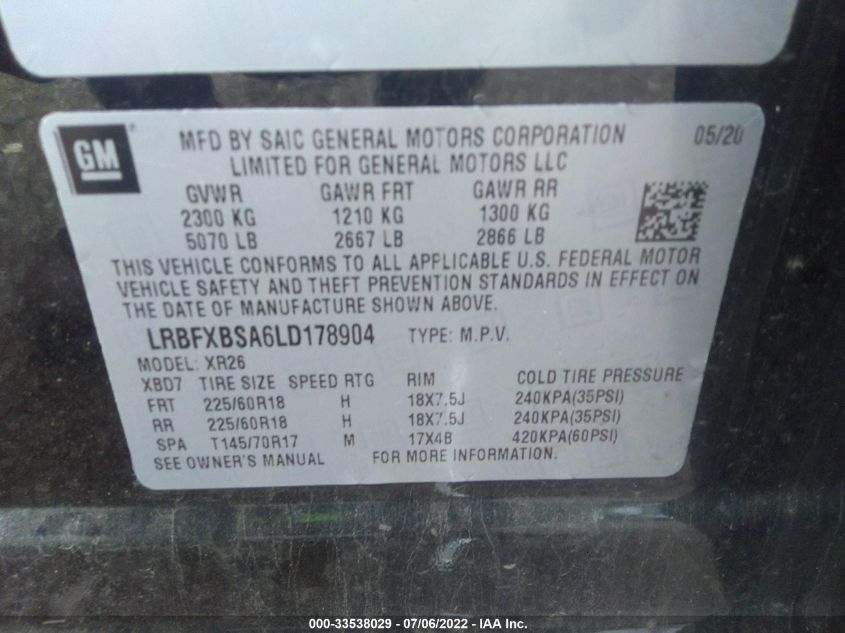 GM
MFD BY SAIC GENERAL MOTORS CORPORATION 05/20
LIMITED FOR GENERAL MOTORS LLC
GVWR GAWR FRT GAWR RR
2300 KG 1210 KG 1300 KG
5070 LB 2667 LB 2866 LB
THIS VEHICLE CONFORMS TO ALL APPLICABLE U.S. FEDERAL MOTOR
VEHICLE SAFETY AND THEFT PREVENTION STANDARDS IN EFFECT ON
THE DATE OF MANUFACTURE SHOWN ABOVE.
LRBFXBSA6LD178904 TYPE: M.P.V.
MODEL: XR26
XBD7 TIRE SIZE SPEED RTG RIM COLD TIRE PRESSURE
FRT 225/60R18 H 18X7.5J 240KPA(35PSI)
RR 225/60R18 H 18X7.5J 240KPA(35PSI)
SPA T145/70R17 M 17X4B 420KPA(60PSI)
SEE OWNER'S MANUAL FOR MORE INFORMATION.
000-33538029 - 07/06/2022 - IAA Inc.